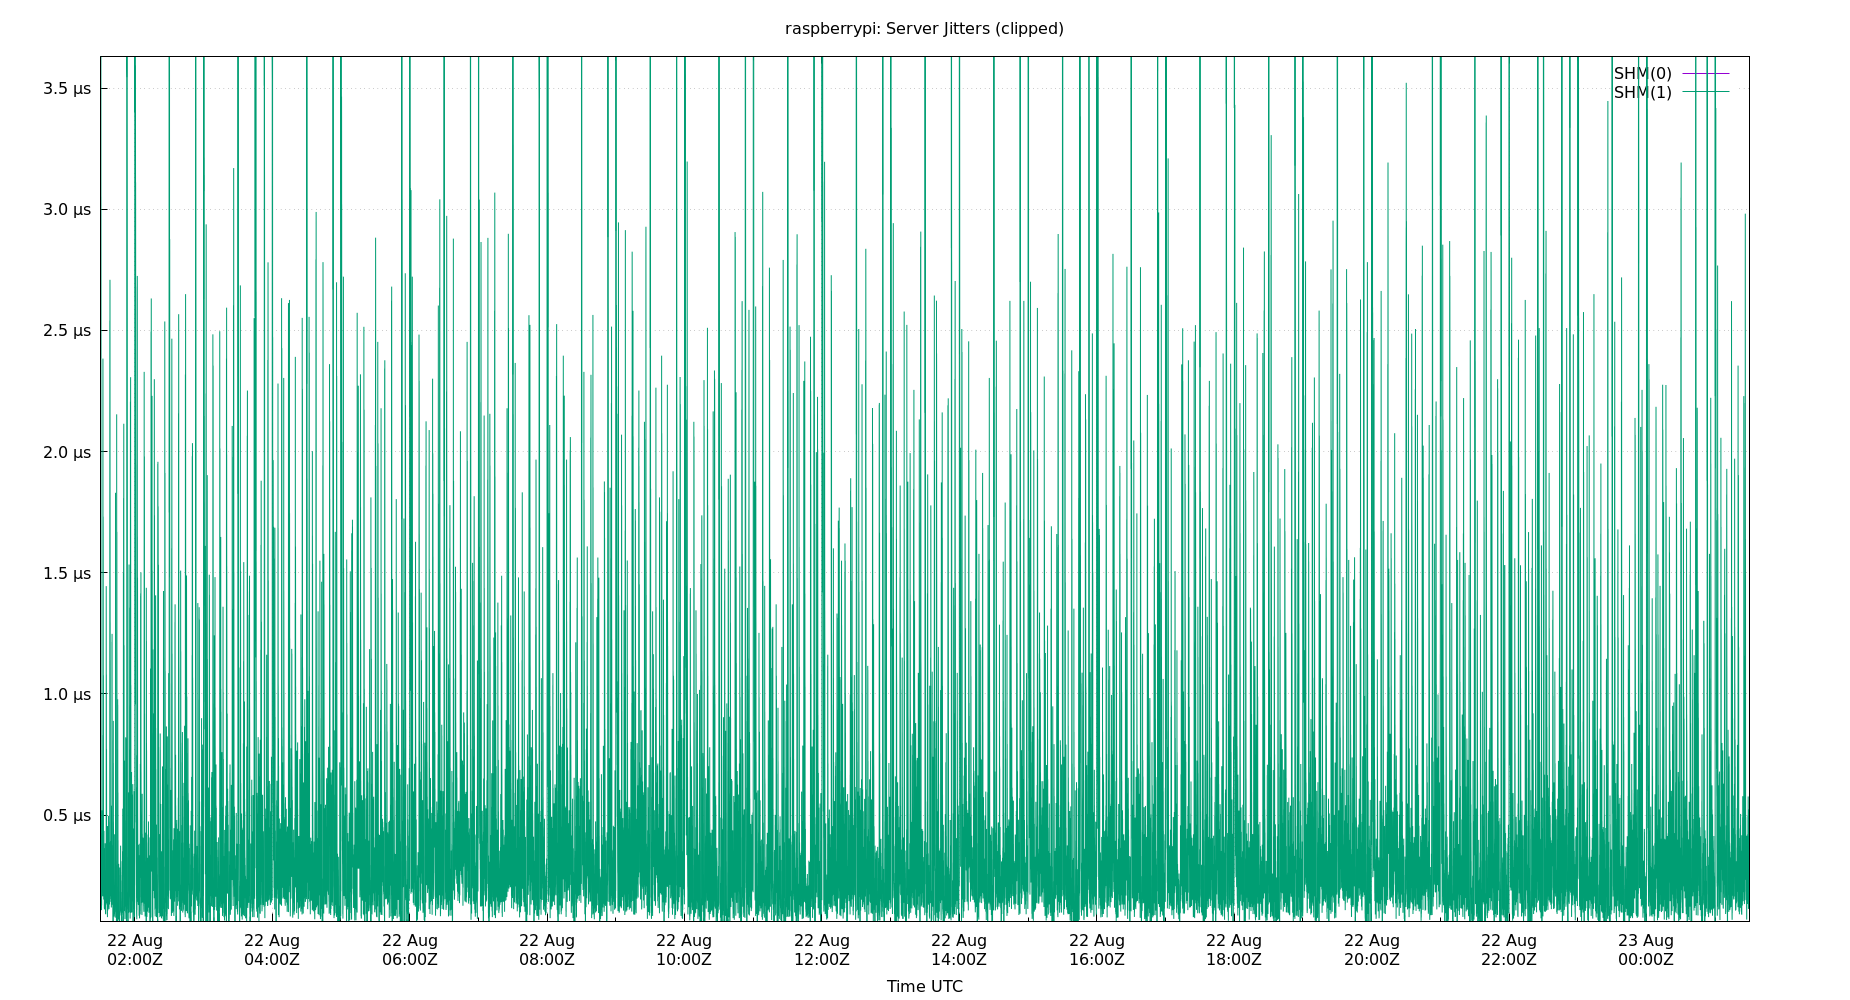 raspberrypi: Server Jitters (clipped)
SHM(0)
SHM(1)
3.5 µs
3.0 µs
2.5 µs
2.0 µs
1.5 µs
1.0 µs
0.5 µs
22 Aug 22 Aug 22 Aug 22 Aug 22 Aug 22 Aug 22 Aug 22 Aug 22 Aug 22 Aug 22 Aug 23 Aug
02:00Z 04:00Z 06:00Z 08:00Z 10:00Z 12:00Z 14:00Z 16:00Z 18:00Z 20:00Z 22:00Z 00:00Z
Time UTC